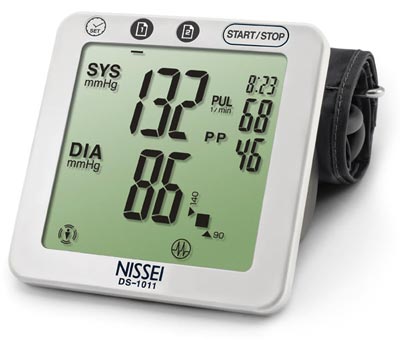 SET 1 2 START/STOP
SYS mmHg 132 8:23
PUL 1/min 68
PP 46
DIA mmHg 86
140
90
NISSEI
DS-1011